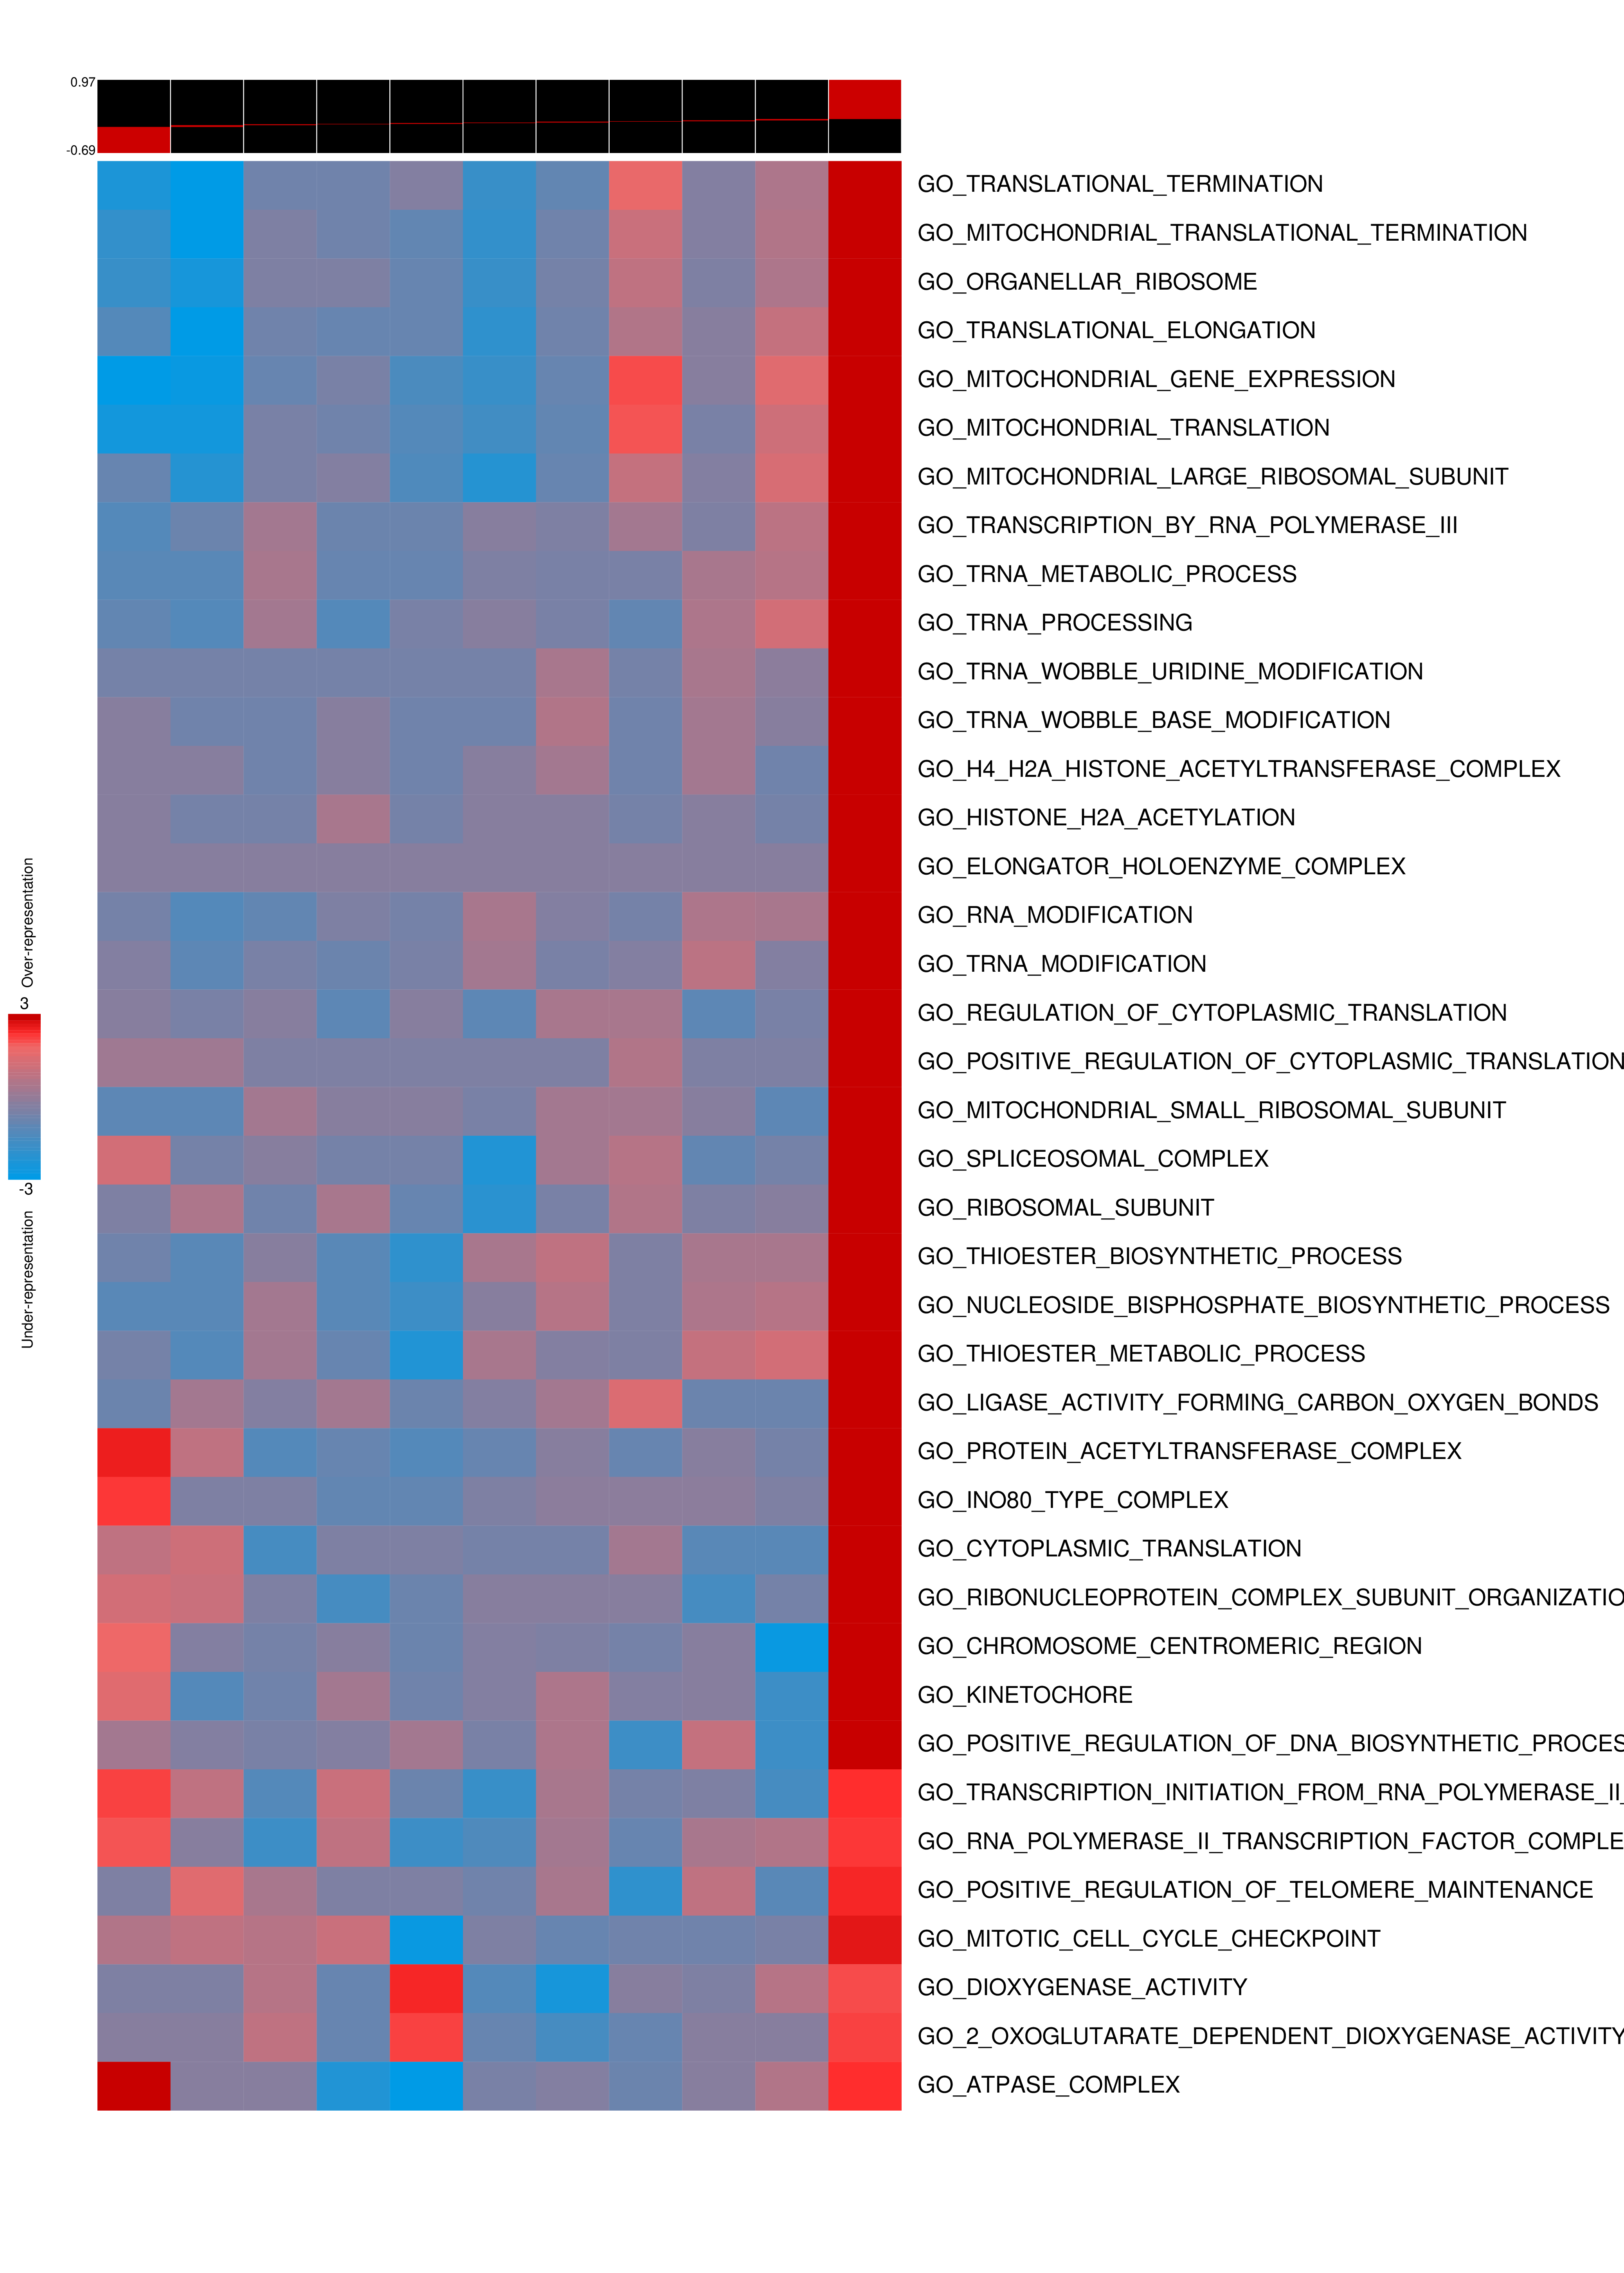 0.97
-0.69
GO_TRANSLATIONAL_TERMINATION
GO_MITOCHONDRIAL_TRANSLATIONAL_TERMINATION
GO_ORGANELLAR_RIBOSOME
GO_TRANSLATIONAL_ELONGATION
GO_MITOCHONDRIAL_GENE_EXPRESSION
GO_MITOCHONDRIAL_TRANSLATION
GO_MITOCHONDRIAL_LARGE_RIBOSOMAL_SUBUNIT
GO_TRANSCRIPTION_BY_RNA_POLYMERASE_III
GO_TRNA_METABOLIC_PROCESS
GO_TRNA_PROCESSING
GO_TRNA_WOBBLE_URIDINE_MODIFICATION
GO_TRNA_WOBBLE_BASE_MODIFICATION
GO_H4_H2A_HISTONE_ACETYLTRANSFERASE_COMPLEX
GO_HISTONE_H2A_ACETYLATION
GO_ELONGATOR_HOLOENZYME_COMPLEX
GO_RNA_MODIFICATION
GO_TRNA_MODIFICATION
GO_REGULATION_OF_CYTOPLASMIC_TRANSLATION
GO_POSITIVE_REGULATION_OF_CYTOPLASMIC_TRANSLATION
GO_MITOCHONDRIAL_SMALL_RIBOSOMAL_SUBUNIT
GO_SPLICEOSOMAL_COMPLEX
GO_RIBOSOMAL_SUBUNIT
GO_THIOESTER_BIOSYNTHETIC_PROCESS
GO_NUCLEOSIDE_BISPHOSPHATE_BIOSYNTHETIC_PROCESS
GO_THIOESTER_METABOLIC_PROCESS
GO_LIGASE_ACTIVITY_FORMING_CARBON_OXYGEN_BONDS
GO_PROTEIN_ACETYLTRANSFERASE_COMPLEX
GO_INO80_TYPE_COMPLEX
GO_CYTOPLASMIC_TRANSLATION
GO_RIBONUCLEOPROTEIN_COMPLEX_SUBUNIT_ORGANIZATIO
GO_CHROMOSOME_CENTROMERIC_REGION
GO_KINETOCHORE
GO_POSITIVE_REGULATION_OF_DNA_BIOSYNTHETIC_PROCES
GO_TRANSCRIPTION_INITIATION_FROM_RNA_POLYMERASE_II_
GO_RNA_POLYMERASE_II_TRANSCRIPTION_FACTOR_COMPLE
GO_POSITIVE_REGULATION_OF_TELOMERE_MAINTENANCE
GO_MITOTIC_CELL_CYCLE_CHECKPOINT
GO_DIOXYGENASE_ACTIVITY
GO_2_OXOGLUTARATE_DEPENDENT_DIOXYGENASE_ACTIVITY
GO_ATPASE_COMPLEX
Over-representation
3
-3
Under-representation